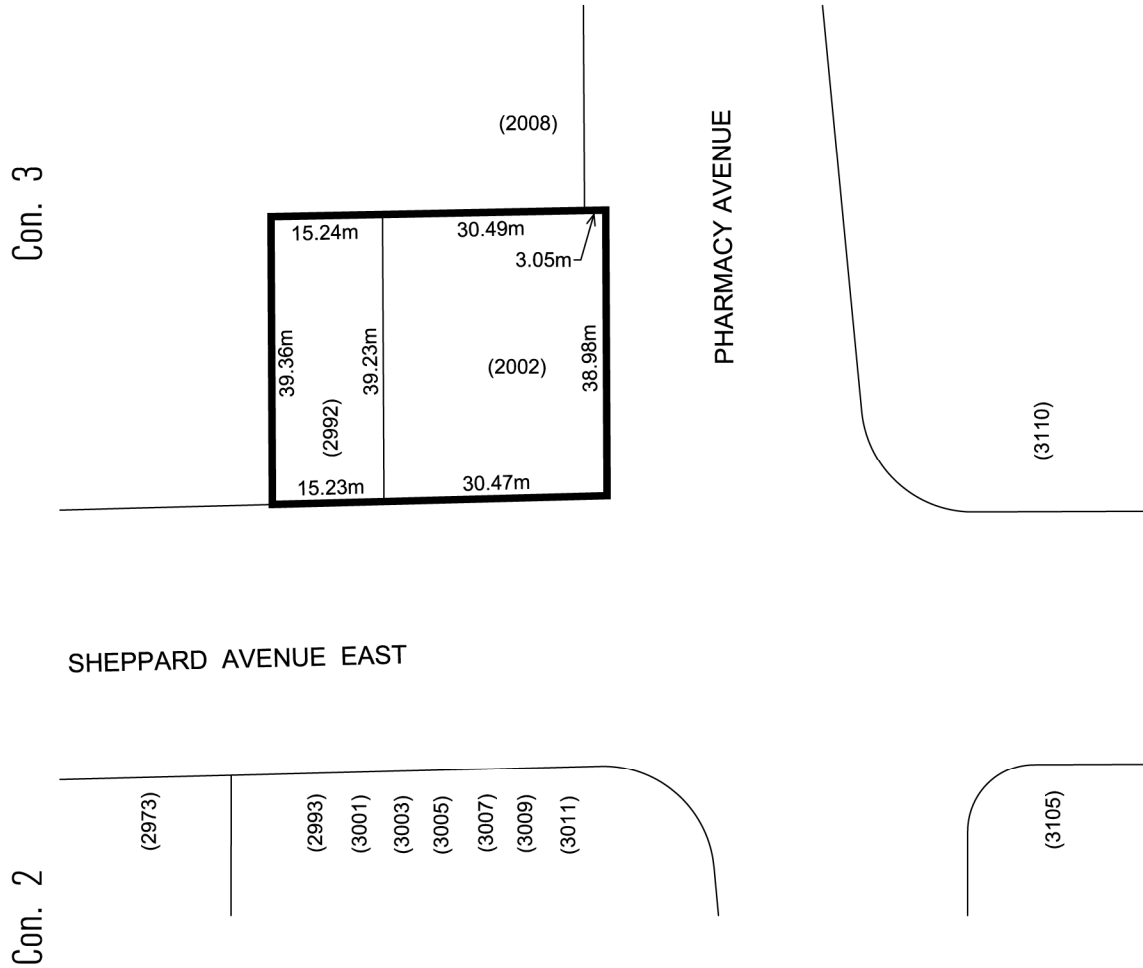 Con. 3
(2008)
PHARMACY AVENUE
15.24m
30.49m
3.05m
39.36m
39.23m
38.98m
(2002)
(2992)
(3110)
15.23m
30.47m
SHEPPARD AVENUE EAST
Con. 2
(2973)
(2993)
(3001)
(3003)
(3005)
(3007)
(3009)
(3011)
(3105)